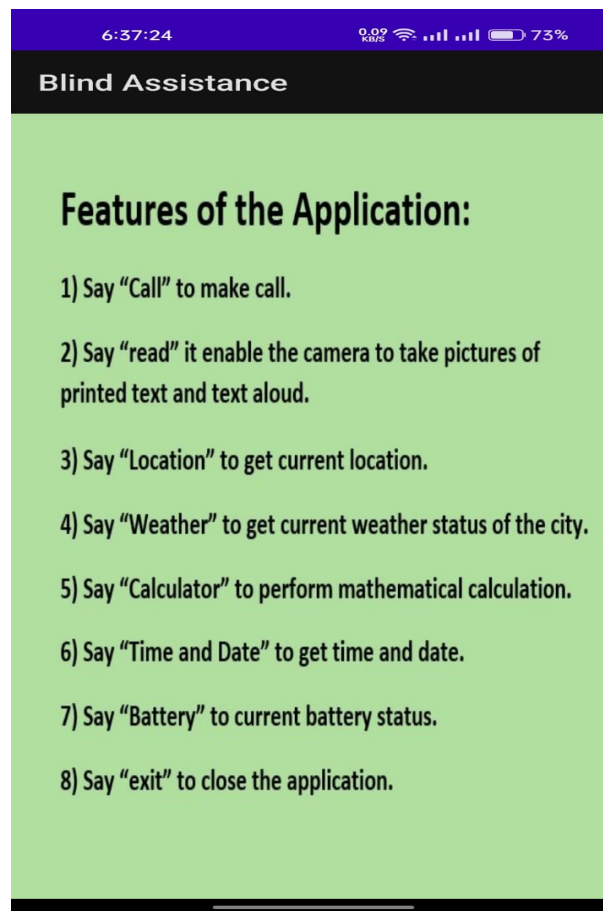 6:37:24 0.09 KB/S 73%
Blind Assistance
Features of the Application:
1) Say “Call” to make call.
2) Say “read” it enable the camera to take pictures of
printed text and text aloud.
3) Say “Location” to get current location.
4) Say “Weather” to get current weather status of the city.
5) Say “Calculator” to perform mathematical calculation.
6) Say “Time and Date” to get time and date.
7) Say “Battery” to current battery status.
8) Say “exit” to close the application.